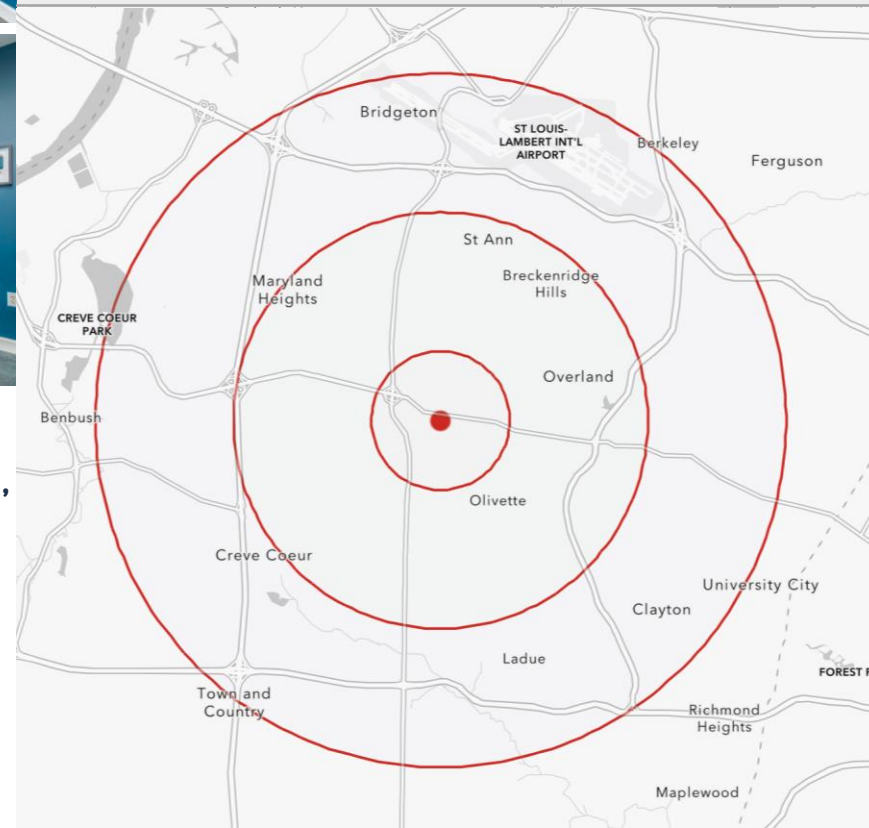 Bridgeton
ST LOUIS-
LAMBERT INT'L
AIRPORT
Berkeley
Ferguson
St Ann
Breckenridge
Hills
Maryland
Heights
CREVE COEUR
PARK
Overland
Benbush
,
Olivette
Creve Coeur
University City
Clayton
Ladue
FOREST
Town and
Country
Richmond
Heights
Maplewood